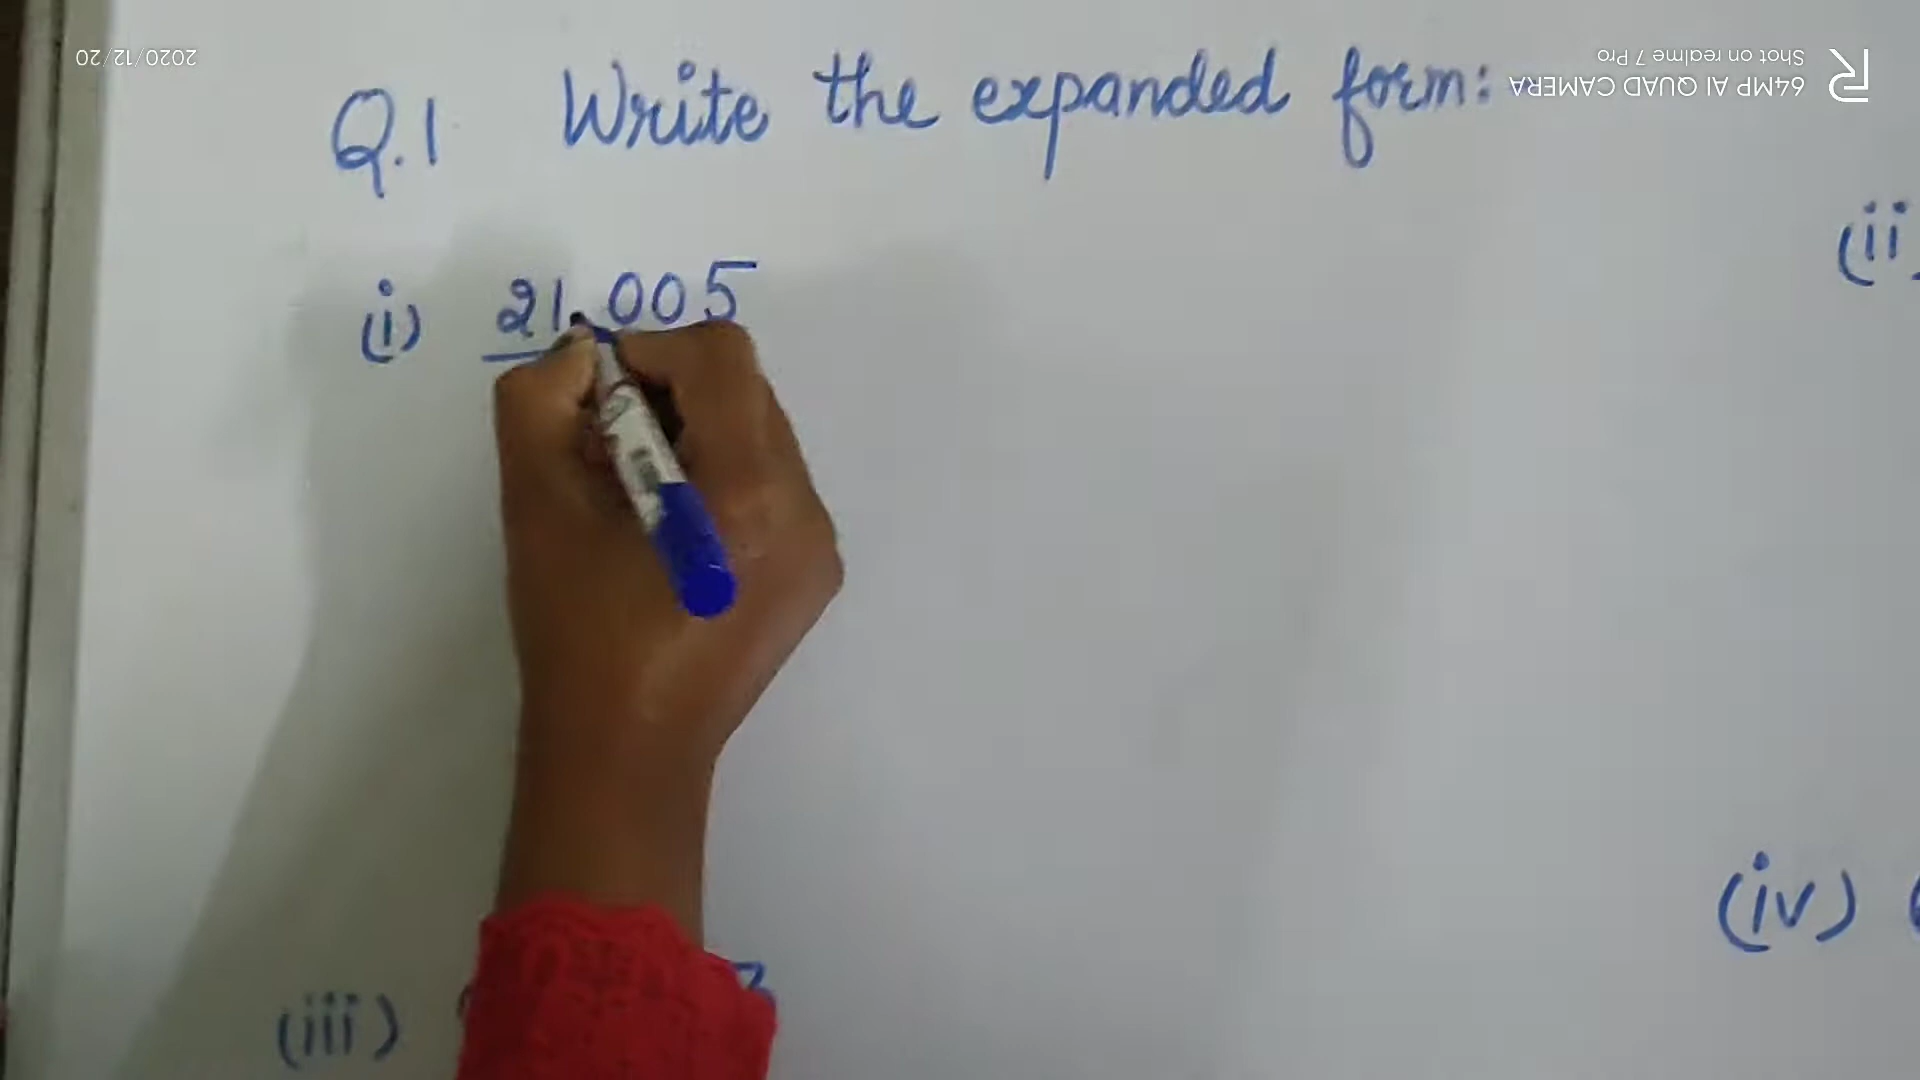 2020/12/20
64MP AI QUAD CAMERA
Shot on realme 7 Pro
Q.1 Write the expanded form:
(i) 21.005
(ii
(iii)
(iv)